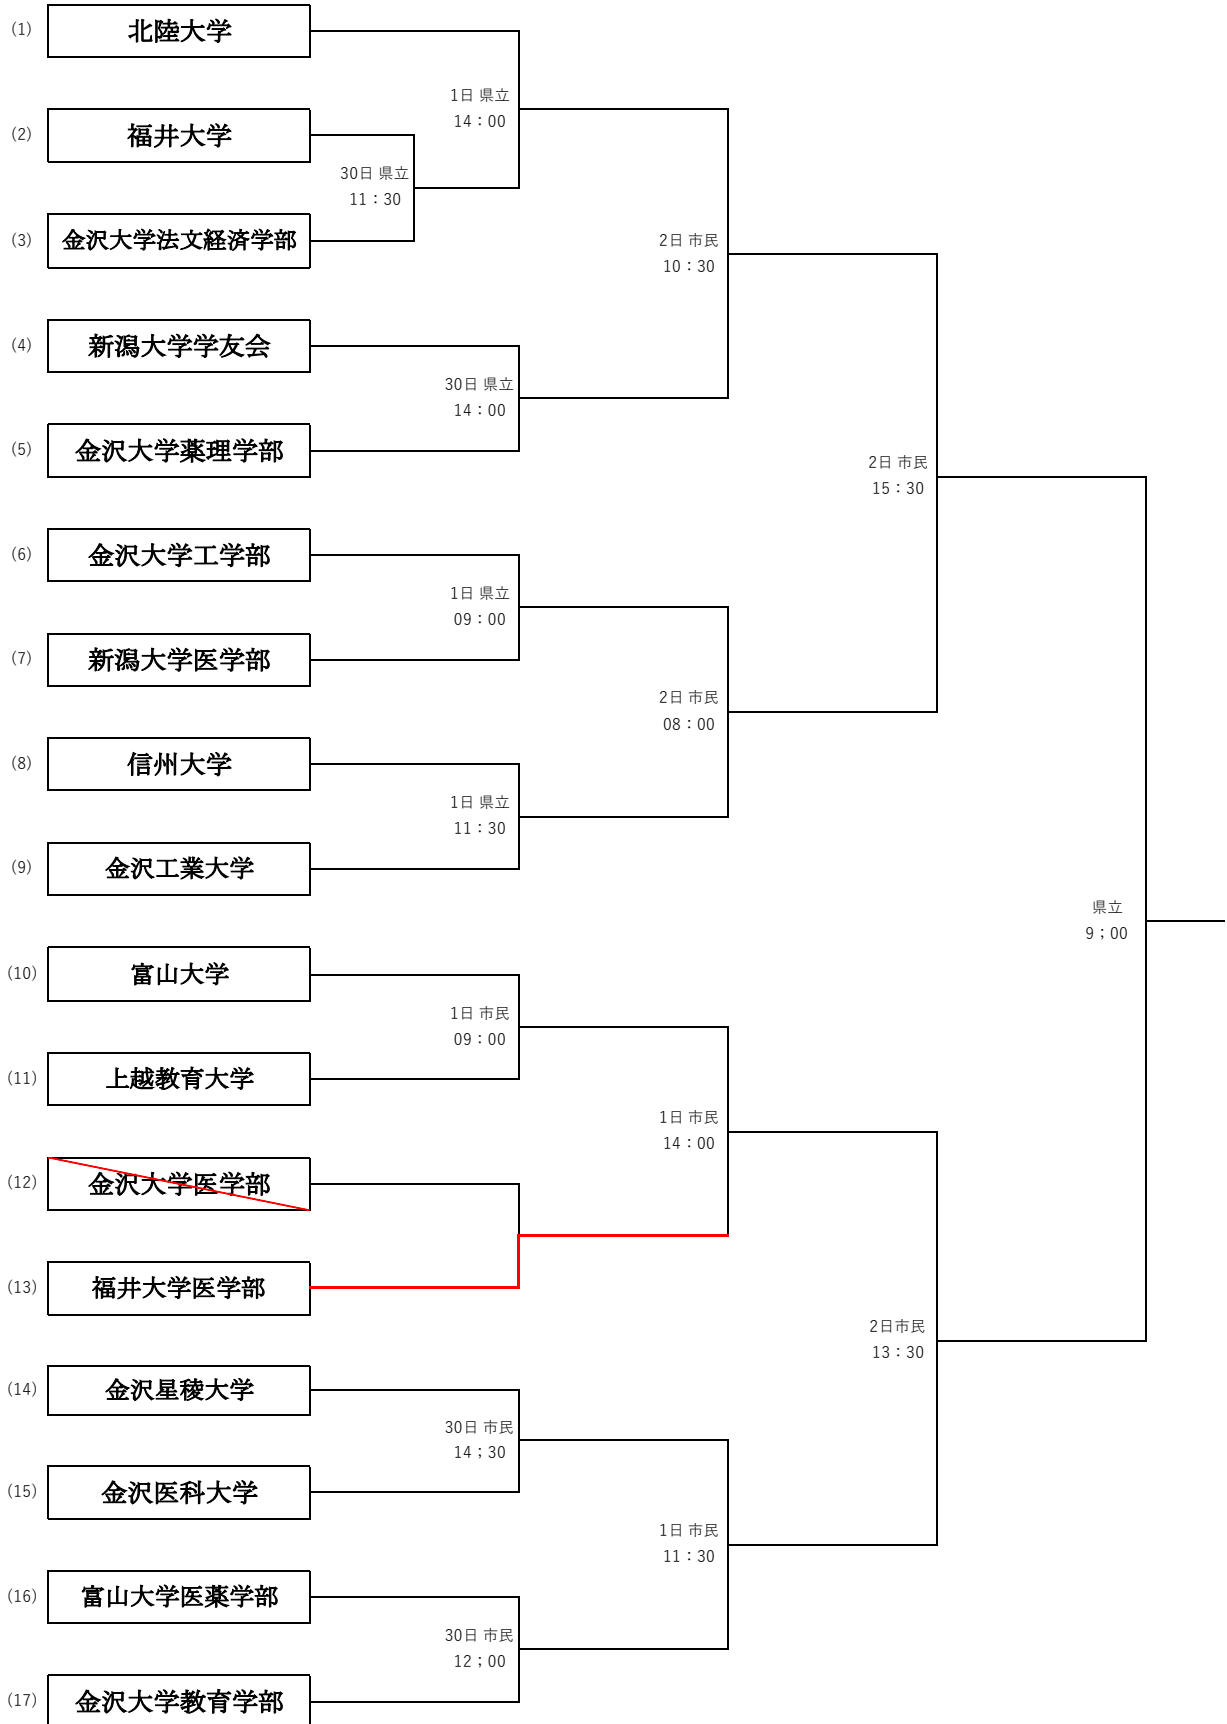 (1) 北陸大学
1日 県立
14：00
(2) 福井大学
30日 県立
11：30
(3) 金沢大学法文経済学部
2日 市民
10：30
(4) 新潟大学学友会
30日 県立
14：00
(5) 金沢大学薬理学部
2日 市民
15：30
(6) 金沢大学工学部
1日 県立
09：00
(7) 新潟大学医学部
2日 市民
08：00
(8) 信州大学
1日 県立
11：30
(9) 金沢工業大学
県立
9；00
(10) 富山大学
1日 市民
09：00
(11) 上越教育大学
1日 市民
14：00
(12) 金沢大学医学部
(13) 福井大学医学部
2日市民
13：30
(14) 金沢星稜大学
30日 市民
14；30
(15) 金沢医科大学
1日 市民
11：30
(16) 富山大学医薬学部
30日 市民
12；00
(17) 金沢大学教育学部